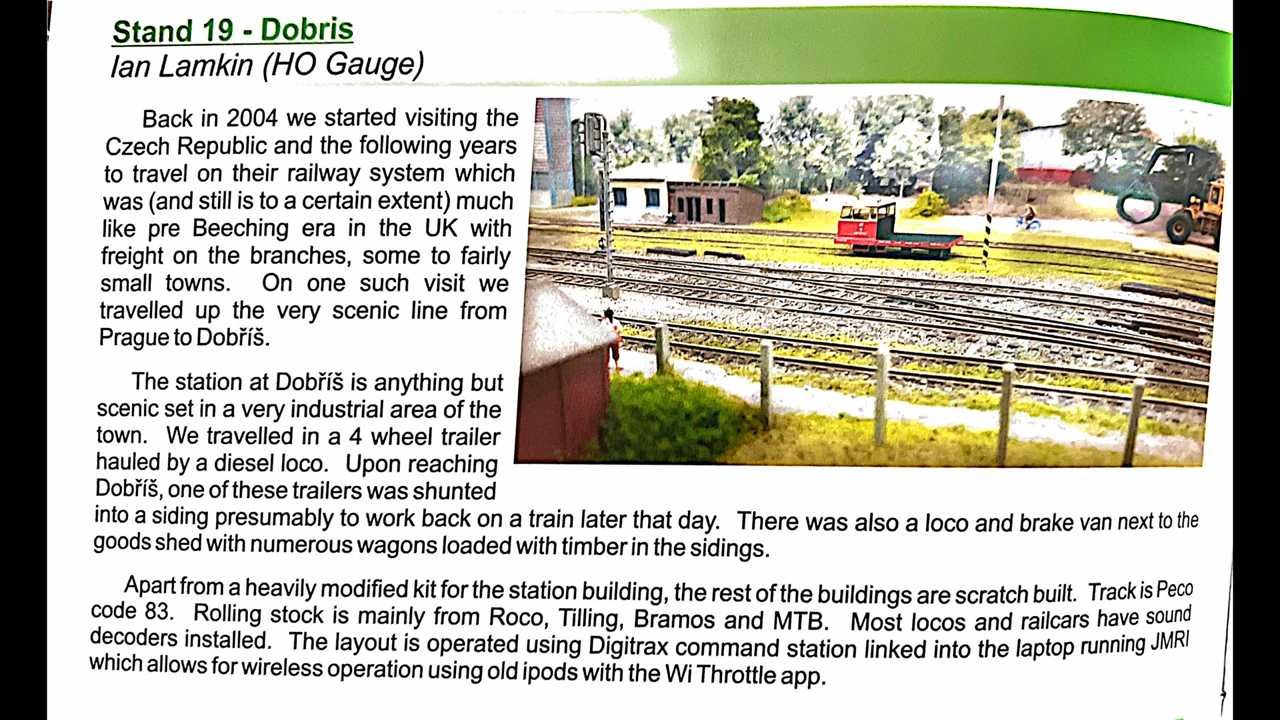 Stand 19 - Dobris
Ian Lamkin (HO Gauge)
Back in 2004 we started visiting the
Czech Republic and the following years
to travel on their railway system which
was (and still is to a certain extent) much
like pre Beeching era in the UK with
freight on the branches, some to fairly
small towns. On one such visit we
travelled up the very scenic line from
Prague to Dobříš.
The station at Dobříš is anything but
scenic set in a very industrial area of the
town. We travelled in a 4 wheel trailer
hauled by a diesel loco. Upon reaching
Dobříš, one of these trailers was shunted
into a siding presumably to work back on a train later that day. There was also a loco and brake van next to the
goods shed with numerous wagons loaded with timber in the sidings.
Apart from a heavily modified kit for the station building, the rest of the buildings are scratch built. Track is Peco
code 83. Rolling stock is mainly from Roco, Tilling, Bramos and MTB. Most locos and railcars have sound
decoders installed. The layout is operated using Digitrax command station linked into the laptop running JMRI
which allows for wireless operation using old ipods with the Wi Throttle app.